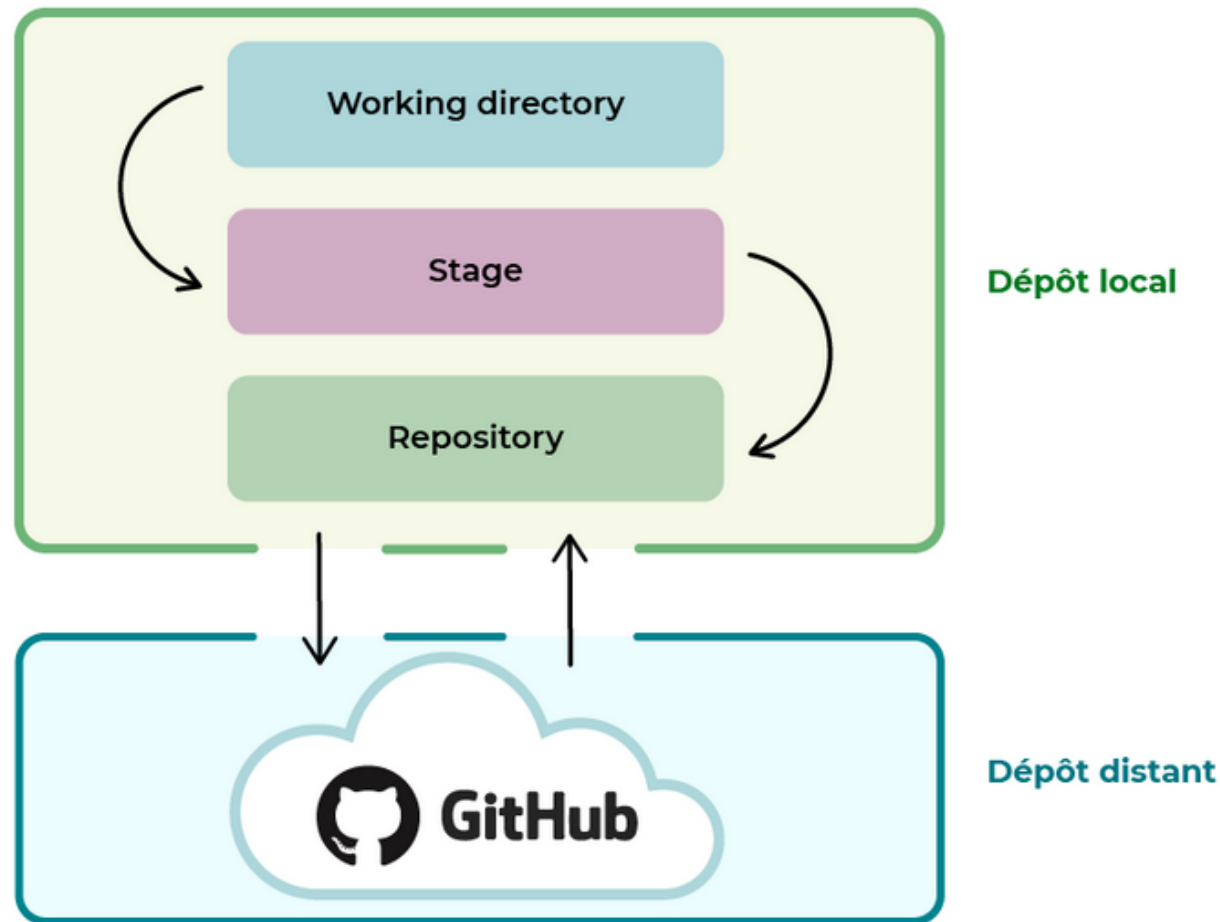 Working directory
Stage
Dépôt local
Repository
Dépôt distant
GitHub